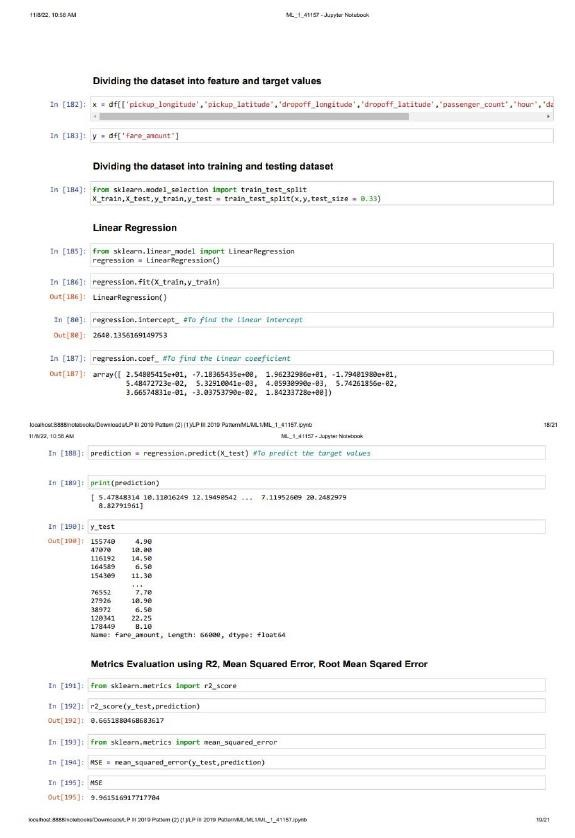 11/8/22, 10:56 AM ML_1_41157 - Jupyter Notebook
Dividing the dataset into feature and target values
In [182]: x = df[['pickup_longitude','pickup_latitude','dropoff_longitude','dropoff_latitude','passenger_count','hour','da
In [183]: y = df['fare_amount']
Dividing the dataset into training and testing dataset
In [184]: from sklearn.model_selection import train_test_split
X_train,X_test,y_train,y_test = train_test_split(x,y,test_size = 0.33)
Linear Regression
In [185]: from sklearn.linear_model import LinearRegression
regression = LinearRegression()
In [186]: regression.fit(X_train,y_train)
Out[186]: LinearRegression()
In [80]: regression.intercept_ #To find the linear intercept
Out[80]: 2640.1356169149753
In [187]: regression.coef_ #To find the linear coeeficient
Out[187]: array([ 2.54805415e+01, -7.18365435e+00, 1.96232986e+01, -1.79401980e+01,
5.48472723e-02, 5.32910041e-03, 4.05930990e-03, 5.74261856e-02,
3.66574831e-01, -3.03753790e-02, 1.84233728e+00])
localhost:8888/notebooks/Downloads/LP III 2019 Pattern (2) (1)/LP III 2019 Pattern/ML/ML1/ML_1_41157.ipynb 18/21
11/8/22, 10:56 AM ML_1_41157 - Jupyter Notebook
In [188]: prediction = regression.predict(X_test) #To predict the target values
In [189]: print(prediction)
[ 5.47848314 10.11016249 12.19490542 ... 7.11952609 20.2482979
8.82791961]
In [190]: y_test
Out[190]: 155740 4.90
47070 10.00
116192 14.50
164589 6.50
154309 11.30
...
76552 7.70
27926 10.90
38972 6.50
120341 22.25
178449 8.10
Name: fare_amount, Length: 66000, dtype: float64
Metrics Evaluation using R2, Mean Squared Error, Root Mean Sqared Error
In [191]: from sklearn.metrics import r2_score
In [192]: r2_score(y_test,prediction)
Out[192]: 0.6651880468683617
In [193]: from sklearn.metrics import mean_squared_error
In [194]: MSE = mean_squared_error(y_test,prediction)
In [195]: MSE
Out[195]: 9.961516917717704
localhost:8888/notebooks/Downloads/LP III 2019 Pattern (2) (1)/LP III 2019 Pattern/ML/ML1/ML_1_41157.ipynb 19/21